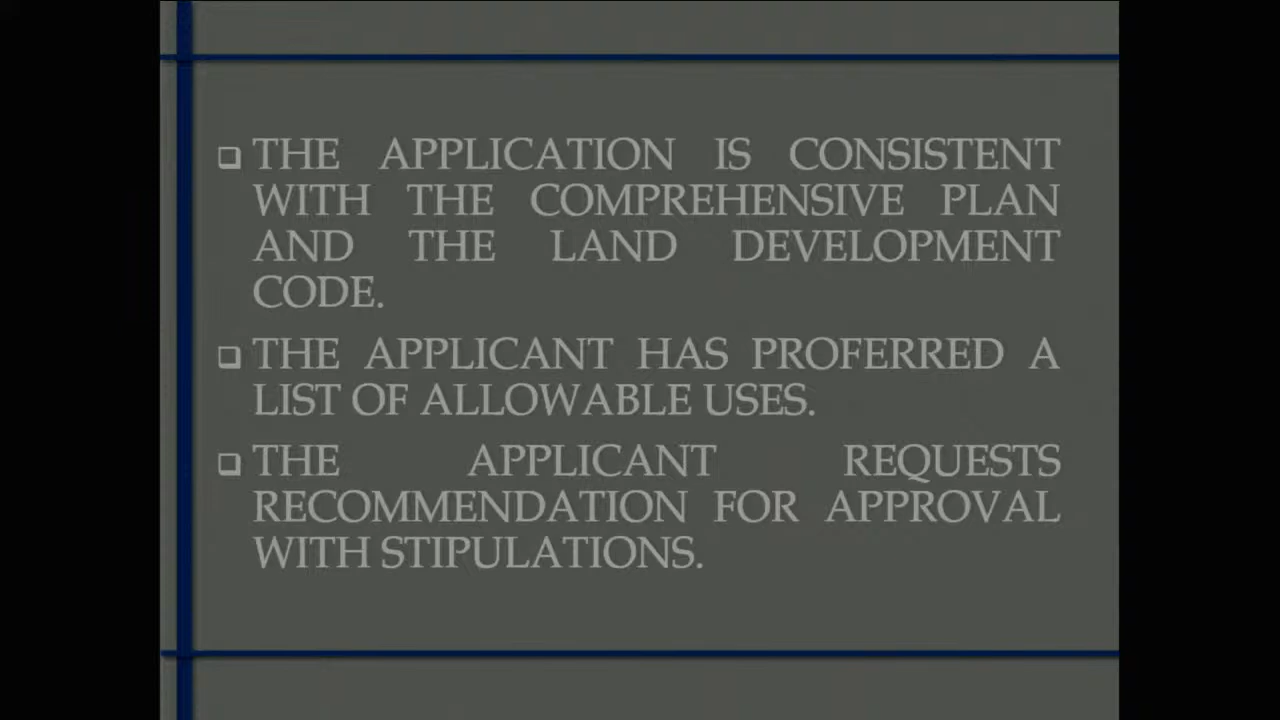 THE APPLICATION IS CONSISTENT
WITH THE COMPREHENSIVE PLAN
AND THE LAND DEVELOPMENT
CODE.
THE APPLICANT HAS PROFERRED A
LIST OF ALLOWABLE USES.
THE APPLICANT REQUESTS
RECOMMENDATION FOR APPROVAL
WITH STIPULATIONS.